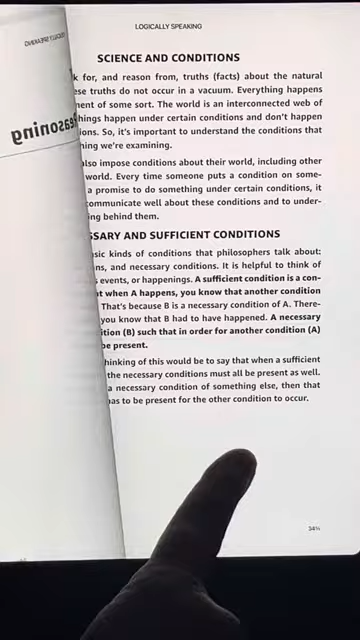 LOGICALLY SPEAKING
SCIENCE AND CONDITIONS
k for, and reason from, truths (facts) about the natural
ese truths do not occur in a vacuum. Everything happens
ment of some sort. The world is an interconnected web of
hings happen under certain conditions and don't happen
ions. So, it's important to understand the conditions that
hing we're examining.
also impose conditions about their world, including other
world. Every time someone puts a condition on some-
a promise to do something under certain conditions, it
communicate well about these conditions and to under-
ing behind them.
SSARY AND SUFFICIENT CONDITIONS
sic kinds of conditions that philosophers talk about:
ns, and necessary conditions. It is helpful to think of
events, or happenings. A sufficient condition is a con-
t when A happens, you know that another condition
That's because B is a necessary condition of A. There-
you know that B had to have happened. A necessary
ition (B) such that in order for another condition (A)
be present.
hinking of this would be to say that when a sufficient
the necessary conditions must all be present as well.
a necessary condition of something else, then that
has to be present for the other condition to occur.
34%